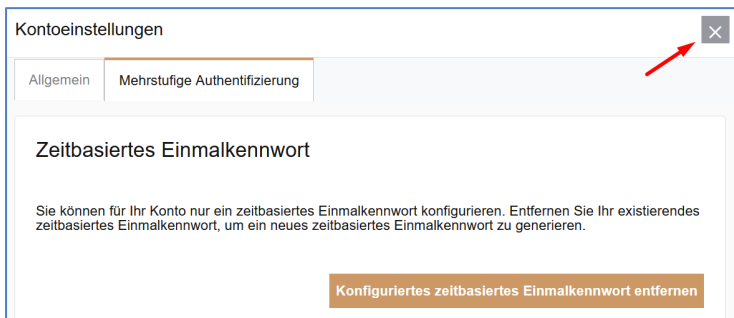 Kontoeinstellungen
Allgemein
Mehrstufige Authentifizierung
Zeitbasiertes Einmalkennwort
Sie können für Ihr Konto nur ein zeitbasiertes Einmalkennwort konfigurieren. Entfernen Sie Ihr existierendes
zeitbasiertes Einmalkennwort, um ein neues zeitbasiertes Einmalkennwort zu generieren.
Konfiguriertes zeitbasiertes Einmalkennwort entfernen